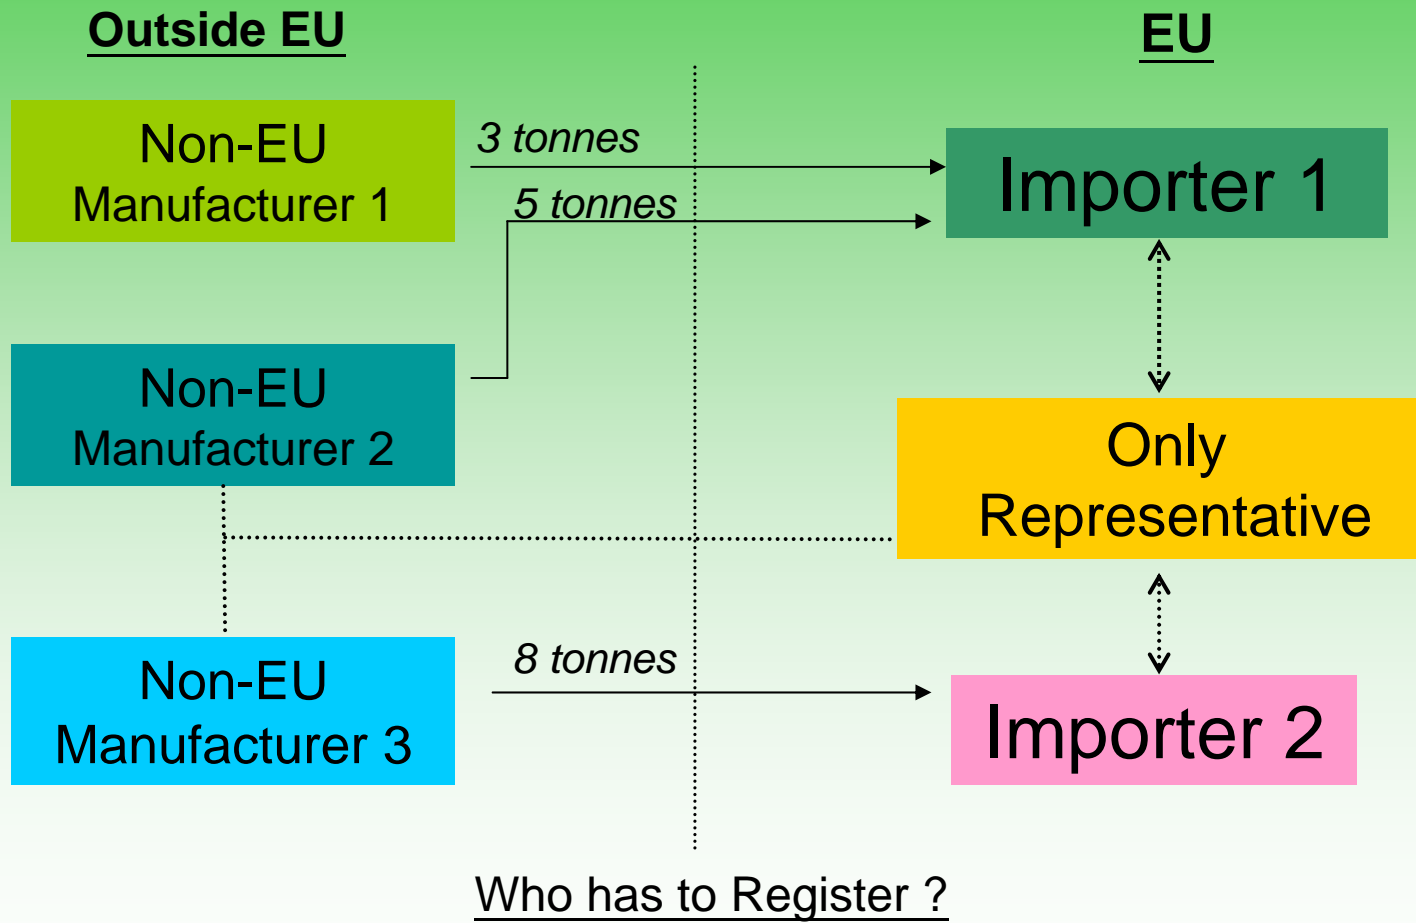 Outside EU
EU
Non-EU
Manufacturer 1
3 tonnes
5 tonnes
Importer 1
Non-EU
Manufacturer 2
Only
Representative
Non-EU
Manufacturer 3
8 tonnes
Importer 2
Who has to Register ?